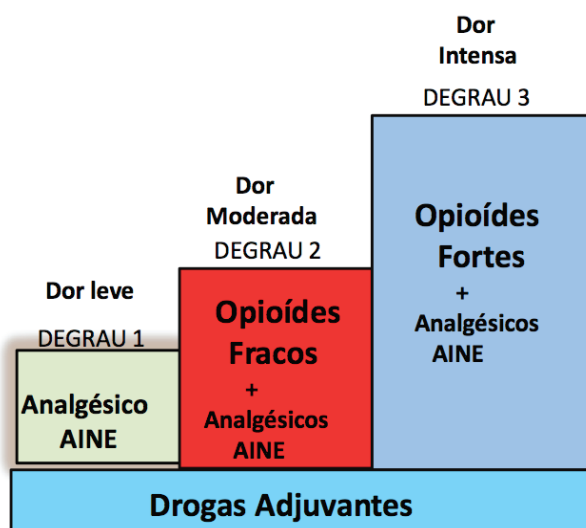 Dor leve
DEGRAU 1
Analgésico
AINE
Dor
Moderada
DEGRAU 2
Opioídes
Fracos
+
Analgésicos
AINE
Dor
Intensa
DEGRAU 3
Opioídes
Fortes
+
Analgésicos
AINE
Drogas Adjuvantes